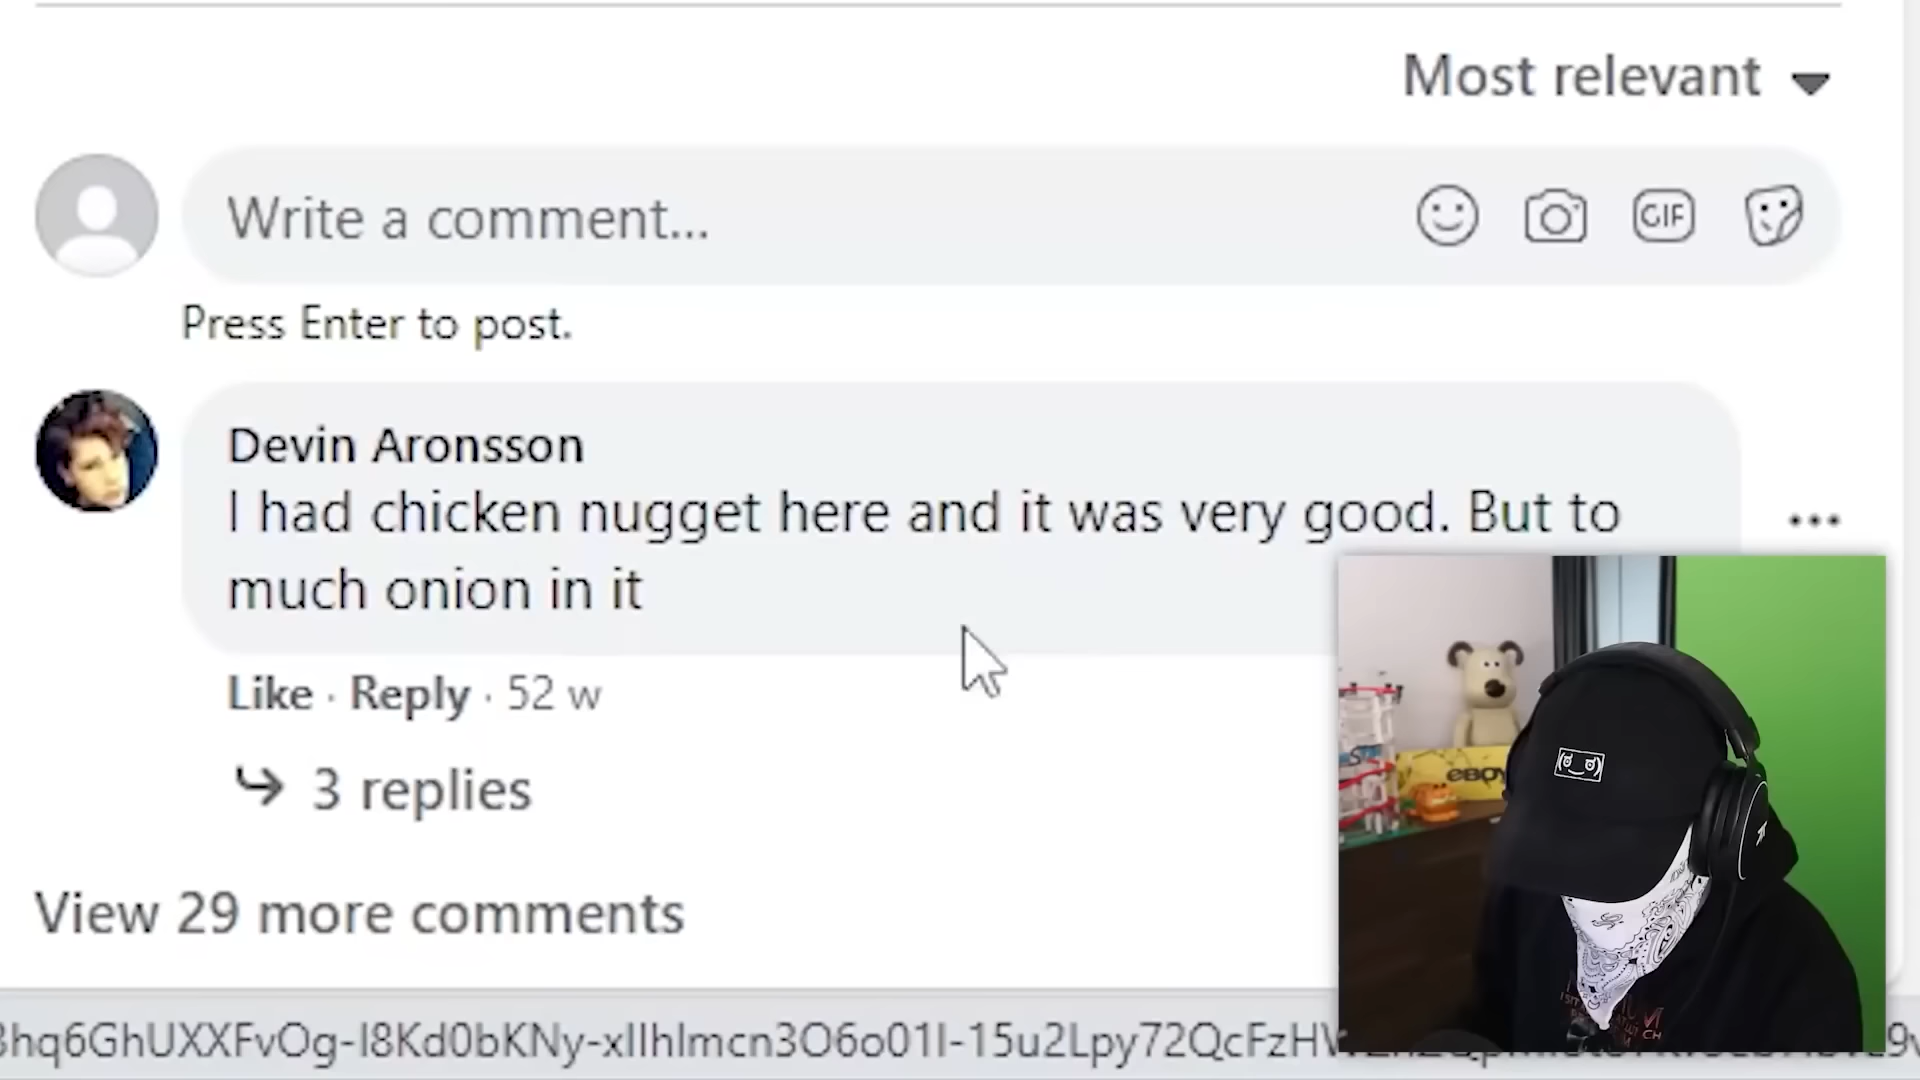 Most relevant
Write a comment...
GIF
Press Enter to post.
Devin Aronsson
I had chicken nugget here and it was very good. But to
much onion in it
Like · Reply · 52 w
3 replies
View 29 more comments
eBOY